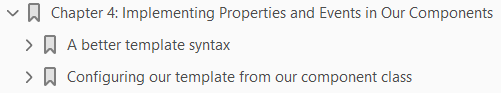 Chapter 4: Implementing Properties and Events in Our Components
A better template syntax
Configuring our template from our component class